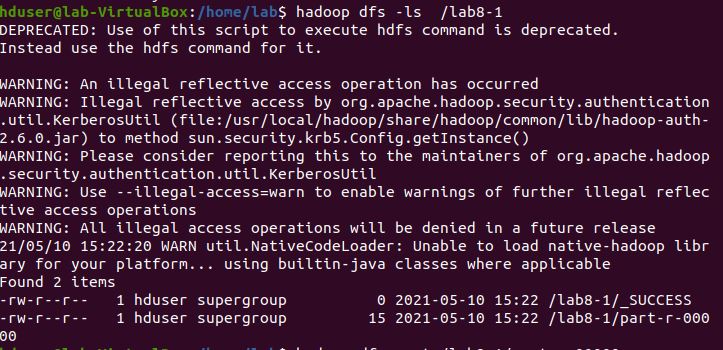 hduser@lab-VirtualBox:/home/lab$ hadoop dfs -ls  /lab8-1
DEPRECATED: Use of this script to execute hdfs command is deprecated.
Instead use the hdfs command for it.

WARNING: An illegal reflective access operation has occurred
WARNING: Illegal reflective access by org.apache.hadoop.security.authentication
.util.KerberosUtil (file:/usr/local/hadoop/share/hadoop/common/lib/hadoop-auth-
2.6.0.jar) to method sun.security.krb5.Config.getInstance()
WARNING: Please consider reporting this to the maintainers of org.apache.hadoop
.security.authentication.util.KerberosUtil
WARNING: Use --illegal-access=warn to enable warnings of further illegal reflec
tive access operations
WARNING: All illegal access operations will be denied in a future release
21/05/10 15:22:20 WARN util.NativeCodeLoader: Unable to load native-hadoop libr
ary for your platform... using builtin-java classes where applicable
Found 2 items
-rw-r--r--   1 hduser supergroup          0 2021-05-10 15:22 /lab8-1/_SUCCESS
-rw-r--r--   1 hduser supergroup         15 2021-05-10 15:22 /lab8-1/part-r-000
00